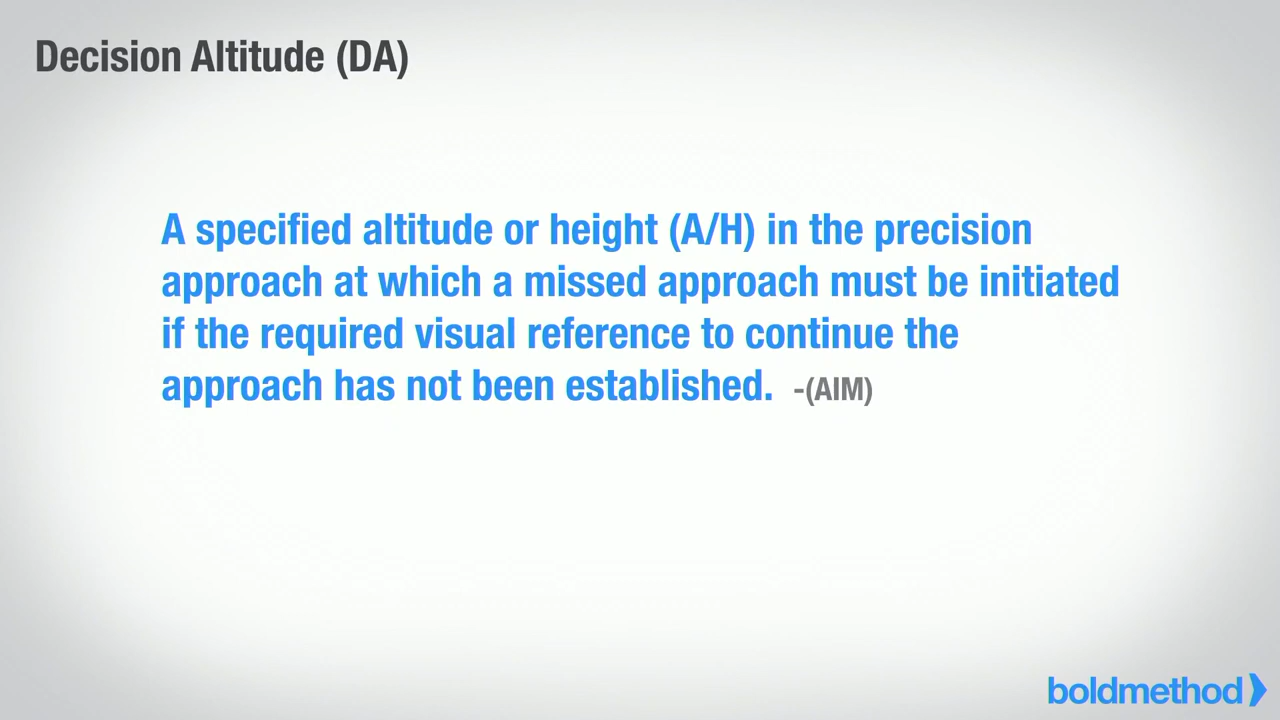 Decision Altitude (DA)
A specified altitude or height (A/H) in the precision
approach at which a missed approach must be initiated
if the required visual reference to continue the
approach has not been established. -(AIM)
boldmethod